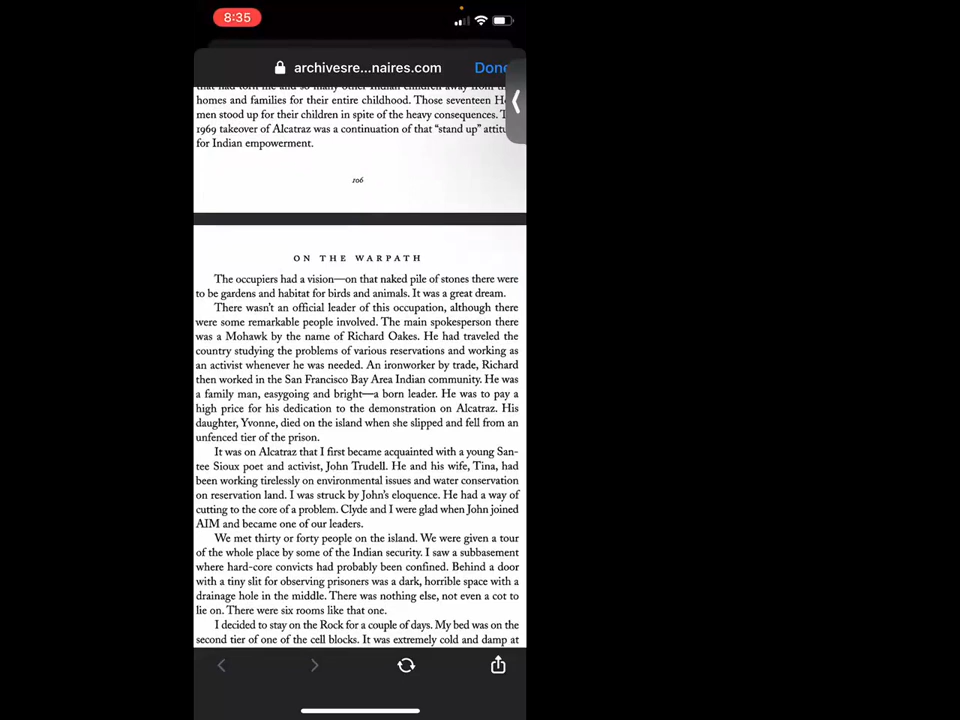 8:35
archivesre...naires.com
Done
homes and families for their entire childhood. Those seventeen
men stood up for their children in spite of the heavy consequences.
1969 takeover of Alcatraz was a continuation of that “stand up”
for Indian empowerment.
106
ON THE WARPATH
The occupiers had a vision—on that naked pile of stones there were
to be gardens and habitat for birds and animals. It was a great dream.
There wasn’t an official leader of this occupation, although there
were some remarkable people involved. The main spokesperson there
was a Mohawk by the name of Richard Oakes. He had traveled the
country studying the problems of various reservations and working as
an activist whenever he was needed. An ironworker by trade, Richard
then worked in the San Francisco Bay Area Indian community. He was
a family man, easygoing and bright—a born leader. He was to pay a
high price for his dedication to the demonstration on Alcatraz. His
daughter, Yvonne, died on the island when she slipped and fell from an
unfenced tier of the prison.
It was on Alcatraz that I first became acquainted with a young San-
tee Sioux poet and activist, John Trudell. He and his wife, Tina, had
been working tirelessly on environmental issues and water conservation
on reservation land. I was struck by John’s eloquence. He had a way of
cutting to the core of a problem. Clyde and I were glad when John joined
AIM and became one of our leaders.
We met thirty or forty people on the island. We were given a tour
of the whole place by some of the Indian security. I saw a subbasement
where hard-core convicts had probably been confined. Behind a door
with a tiny slit for observing prisoners was a dark, horrible space with a
drainage hole in the middle. There was nothing else, not even a cot to
lie on. There were six rooms like that one.
I decided to stay on the Rock for a couple of days. My bed was on the
second tier of one of the cell blocks. It was extremely cold and damp at